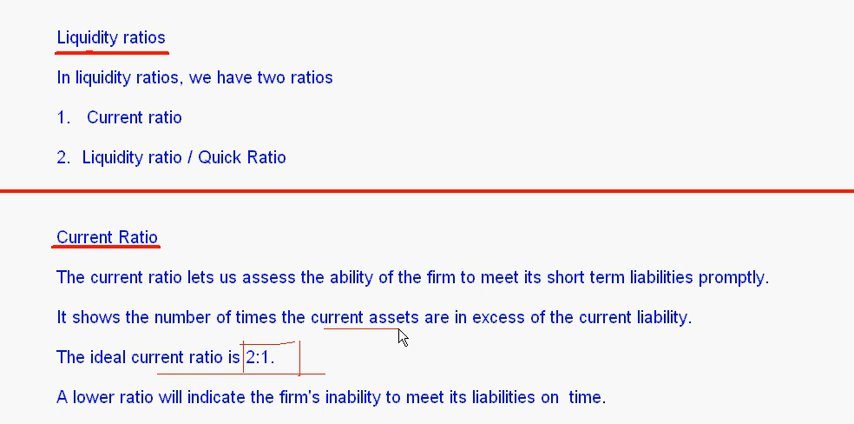 Liquidity ratios
In liquidity ratios, we have two ratios
1. Current ratio
2. Liquidity ratio / Quick Ratio
Current Ratio
The current ratio lets us assess the ability of the firm to meet its short term liabilities promptly.
It shows the number of times the current assets are in excess of the current liability.
The ideal current ratio is 2:1.
A lower ratio will indicate the firm's inability to meet its liabilities on time.